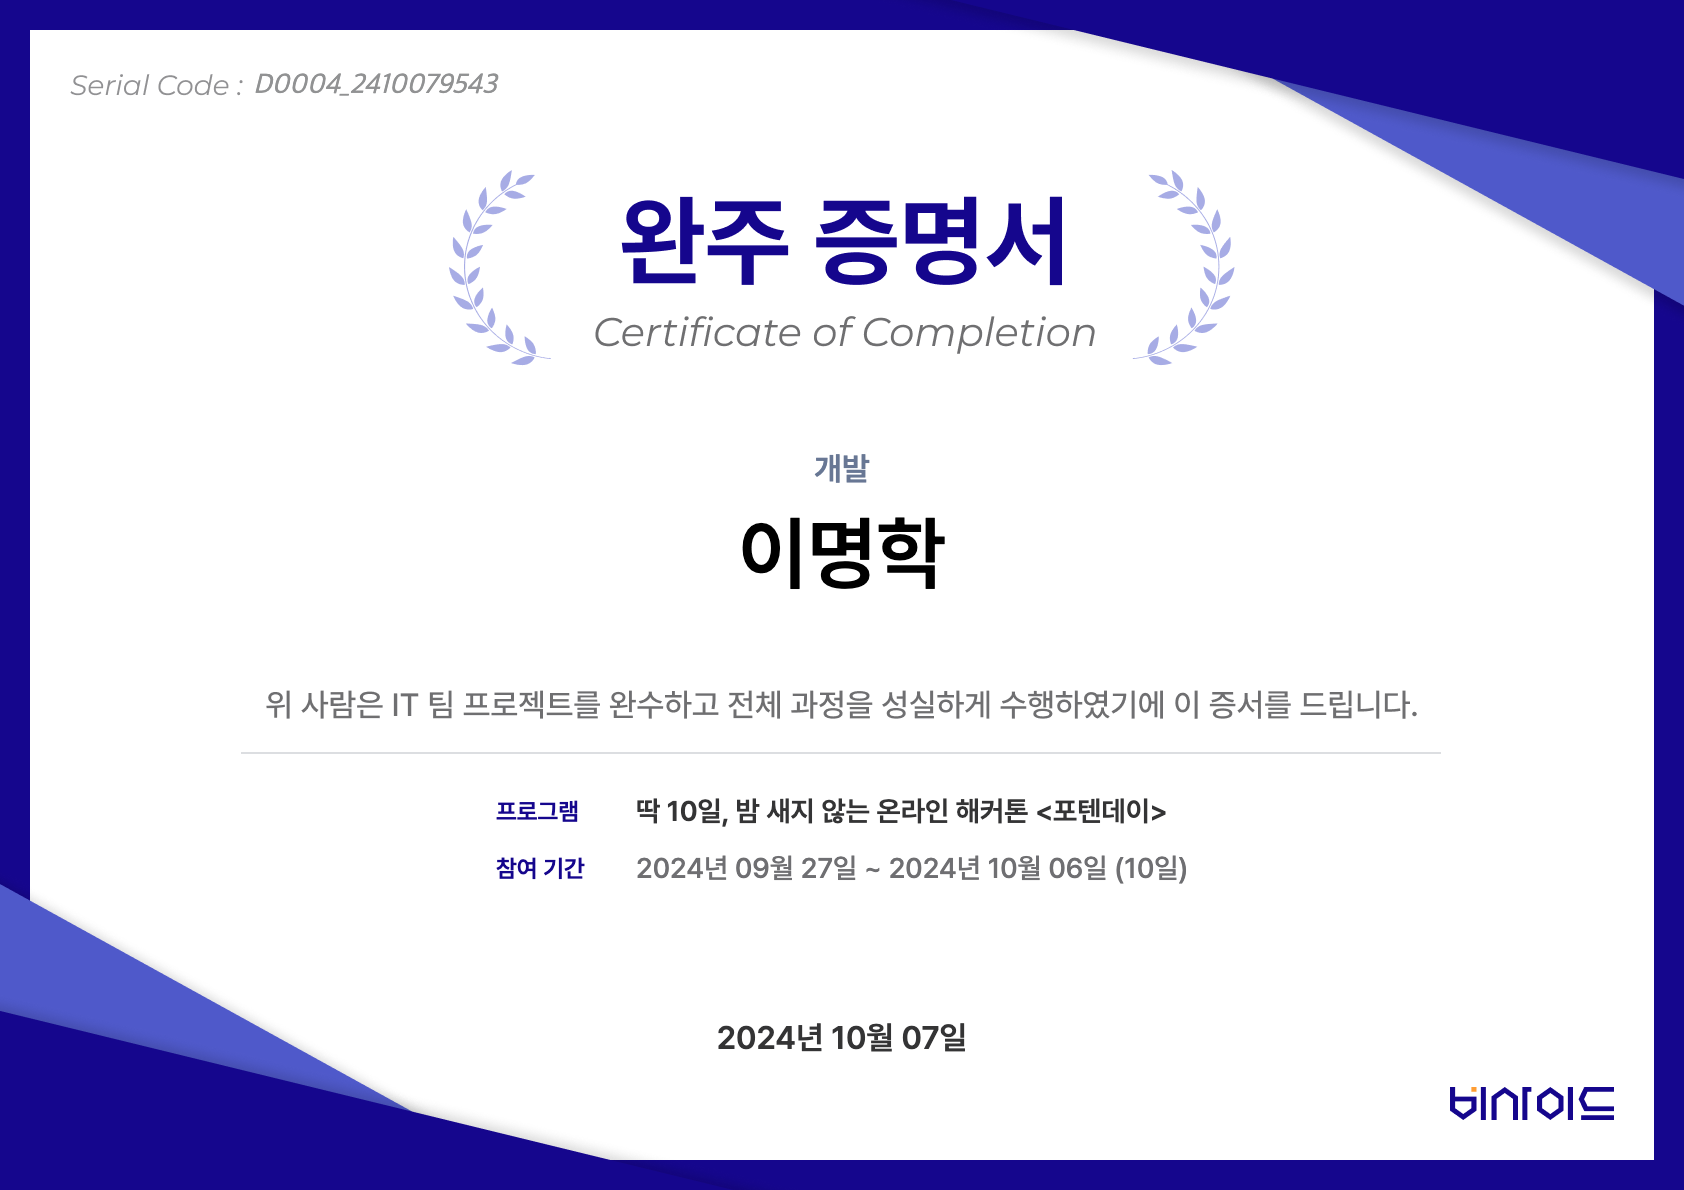 Serial Code : D0004_2410079543
완주 증명서
Certificate of Completion
개발
이명학
위 사람은 IT 팀 프로젝트를 완수하고 전체 과정을 성실하게 수행하였기에 이 증서를 드립니다.
프로그램 딱 10일, 밤 새지 않는 온라인 해커톤 <포텐데이>
참여 기간 2024년 09월 27일 ~ 2024년 10월 06일 (10일)
2024년 10월 07일
비사이드